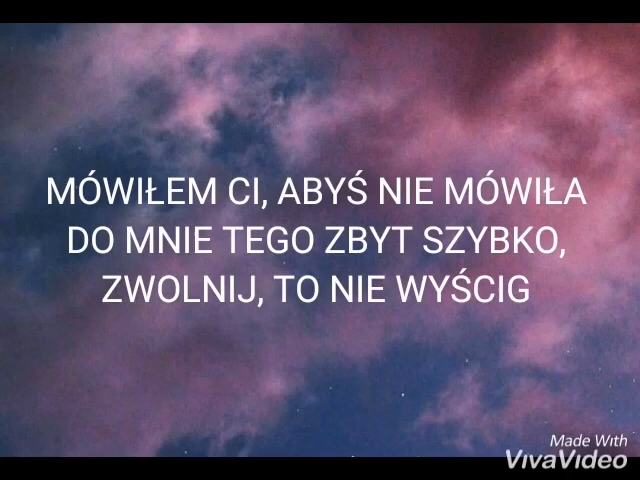 MÓWIŁEM CI, ABYŚ NIE MÓWIŁA
DO MNIE TEGO ZBYT SZYBKO,
ZWOLNIJ, TO NIE WYŚCIG
Made With
VivaVideo